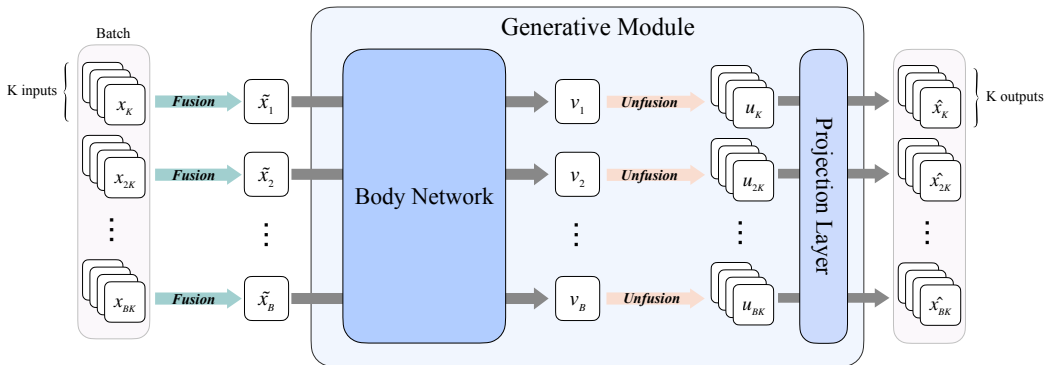 Generative Module
Batch
K inputs
x_K
Fusion
x̃_1
v_1
Unfusion
u_K
x̂_K
K outputs
x_2K
Fusion
x̃_2
v_2
Unfusion
u_2K
x̂_2K
Body Network
Projection Layer
⋮
⋮
⋮
⋮
⋮
x_BK
Fusion
x̃_B
v_B
Unfusion
u_BK
x̂_BK